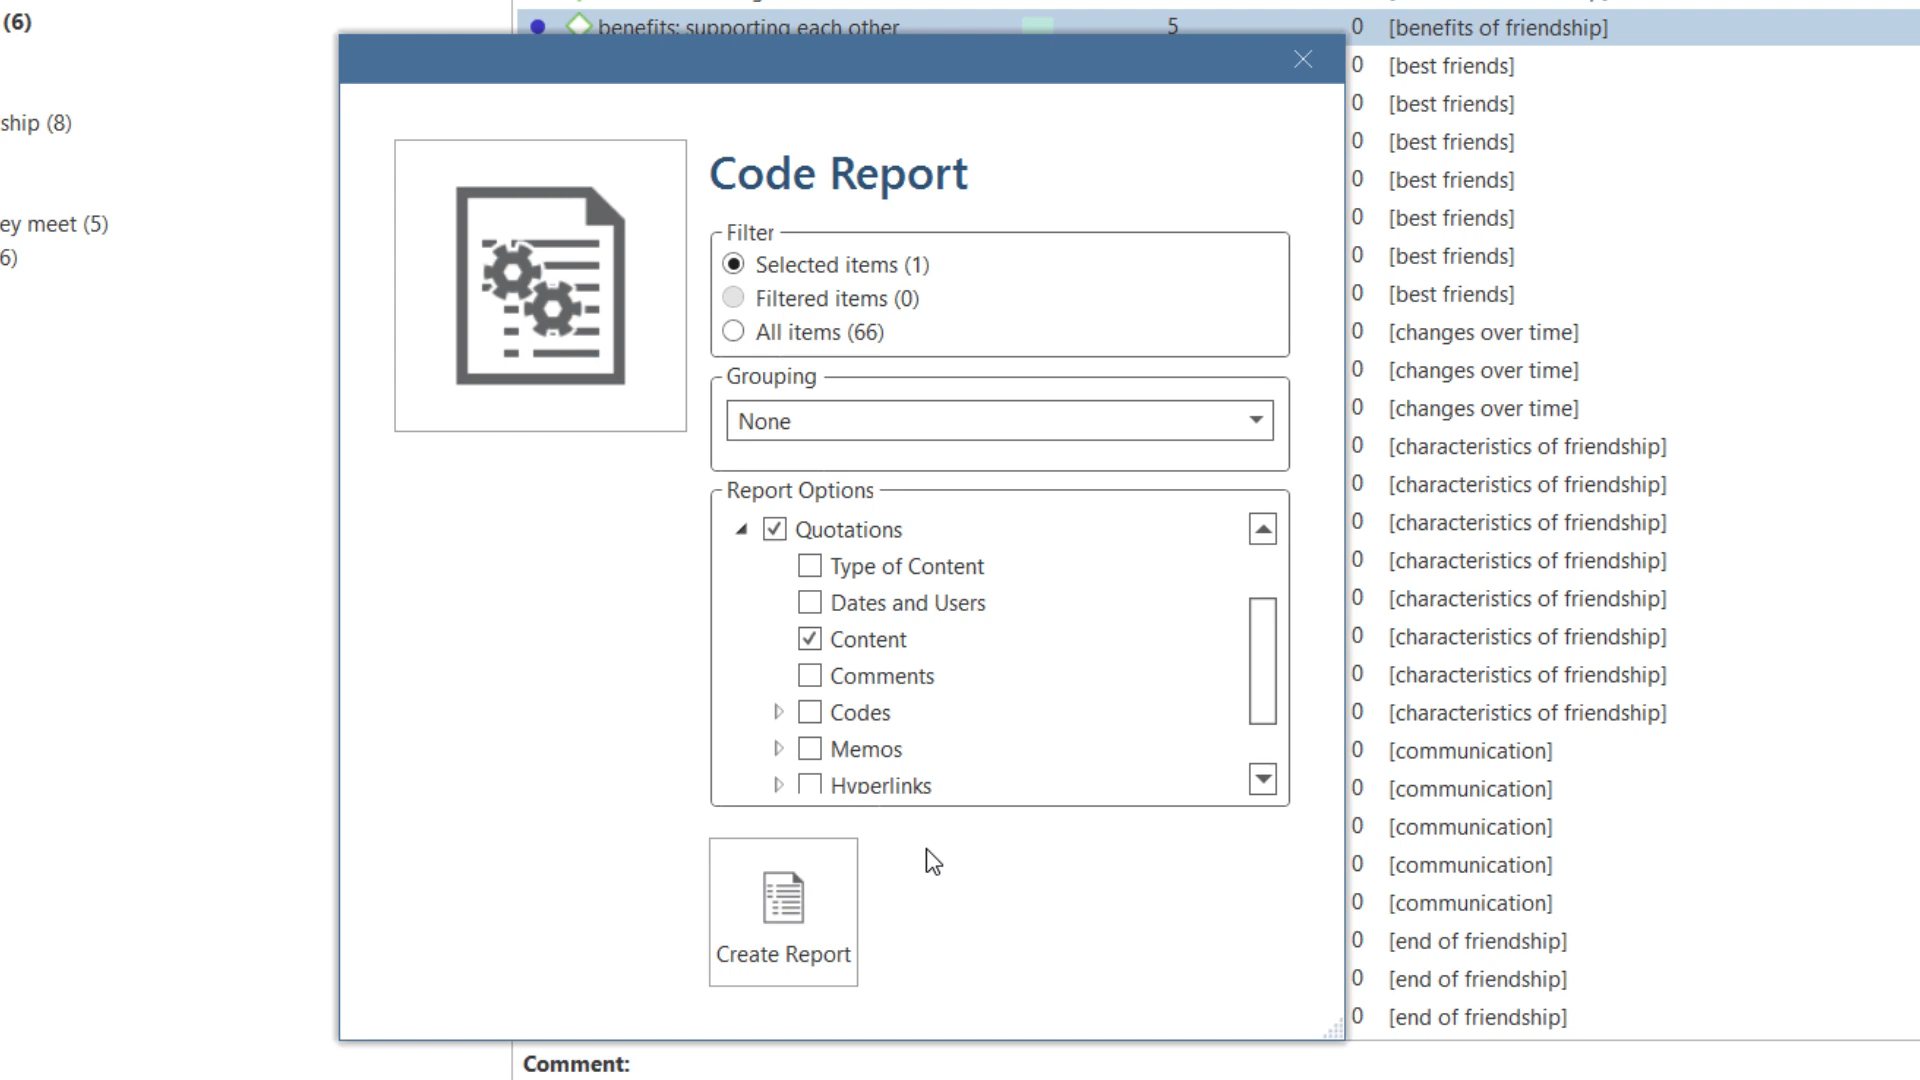 (6)
ship (8)
ey meet (5)
6)
benefits: supporting each other 5 0 [benefits of friendship]
0 [best friends]
0 [best friends]
0 [best friends]
0 [best friends]
0 [best friends]
0 [best friends]
0 [best friends]
0 [changes over time]
0 [changes over time]
0 [changes over time]
0 [characteristics of friendship]
0 [characteristics of friendship]
0 [characteristics of friendship]
0 [characteristics of friendship]
0 [characteristics of friendship]
0 [characteristics of friendship]
0 [characteristics of friendship]
0 [characteristics of friendship]
0 [communication]
0 [communication]
0 [communication]
0 [communication]
0 [communication]
0 [end of friendship]
0 [end of friendship]
0 [end of friendship]
Code Report
Filter
Selected items (1)
Filtered items (0)
All items (66)
Grouping
None
Report Options
Quotations
Type of Content
Dates and Users
Content
Comments
Codes
Memos
Hyperlinks
Create Report
Comment: